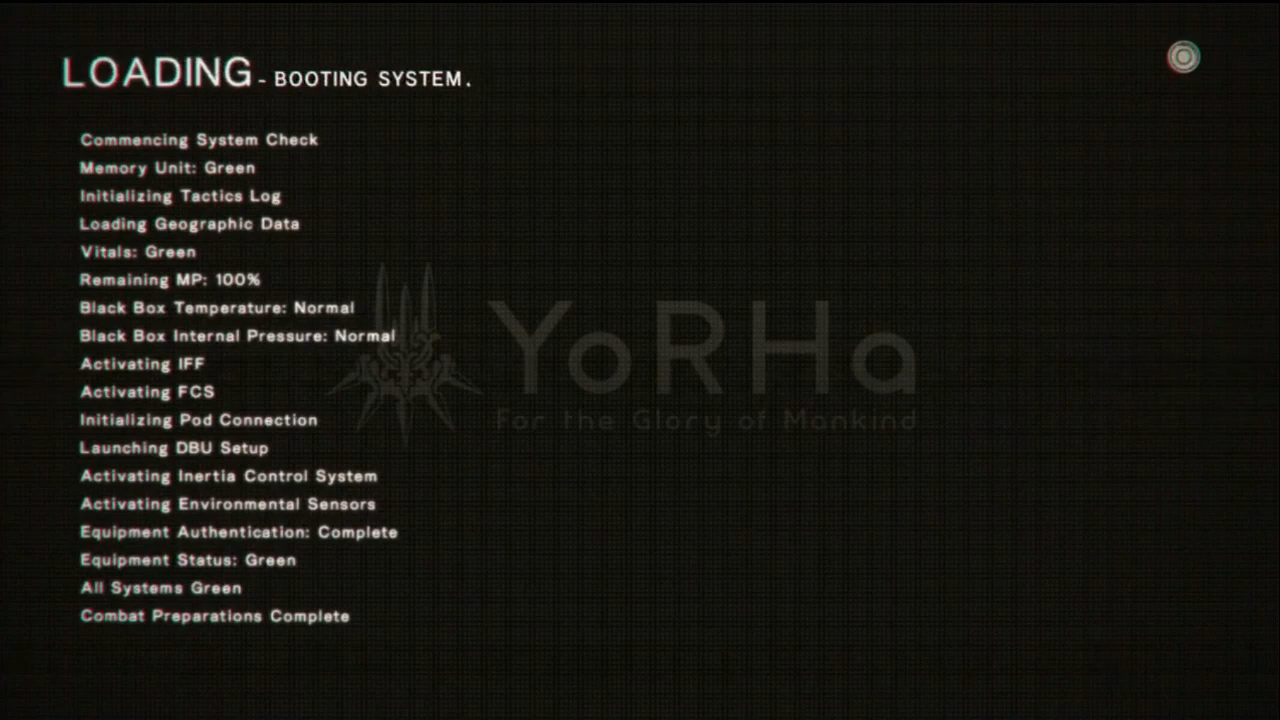 LOADING - BOOTING SYSTEM.
Commencing System Check
Memory Unit: Green
Initializing Tactics Log
Loading Geographic Data
Vitals: Green
Remaining MP: 100%
Black Box Temperature: Normal
Black Box Internal Pressure: Normal
Activating IFF
Activating FCS
Initializing Pod Connection
Launching DBU Setup
Activating Inertia Control System
Activating Environmental Sensors
Equipment Authentication: Complete
Equipment Status: Green
All Systems Green
Combat Preparations Complete
YoRHa
For the Glory of Mankind